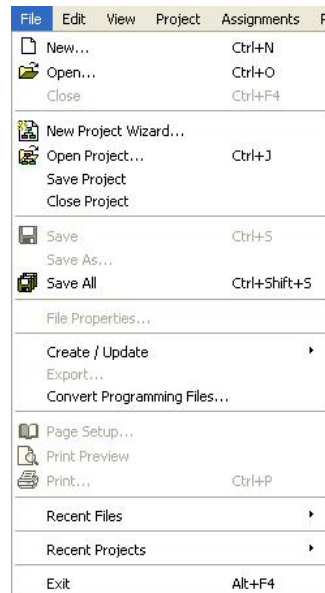 File Edit View Project Assignments
New... Ctrl+N
Open... Ctrl+O
Close Ctrl+F4
New Project Wizard...
Open Project... Ctrl+J
Save Project
Close Project
Save Ctrl+S
Save As...
Save All Ctrl+Shift+S
File Properties...
Create / Update
Export...
Convert Programming Files...
Page Setup...
Print Preview
Print... Ctrl+P
Recent Files
Recent Projects
Exit Alt+F4